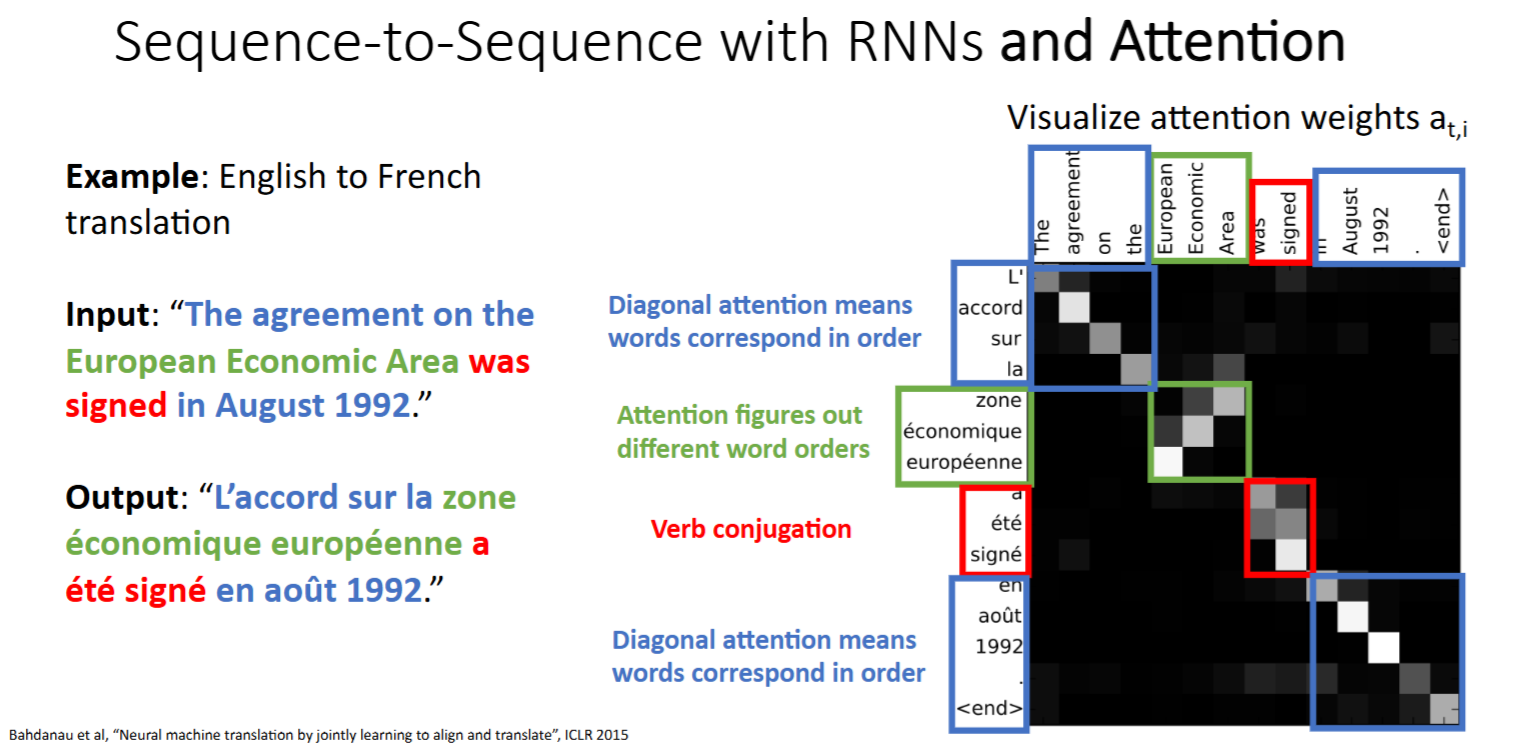 Sequence-to-Sequence with RNNs and Attention
Visualize attention weights at,i
Example: English to French
translation
Input: “The agreement on the
European Economic Area was
signed in August 1992.”
Output: “L’accord sur la zone
économique européenne a
été signé en août 1992.”
Diagonal attention means
words correspond in order
Attention figures out
different word orders
Verb conjugation
Diagonal attention means
words correspond in order
The
agreement
on
the
European
Economic
Area
was
signed
in
August
1992
.
<end>
L'
accord
sur
la
zone
économique
européenne
a
été
signé
en
août
1992
.
<end>
Bahdanau et al, “Neural machine translation by jointly learning to align and translate”, ICLR 2015